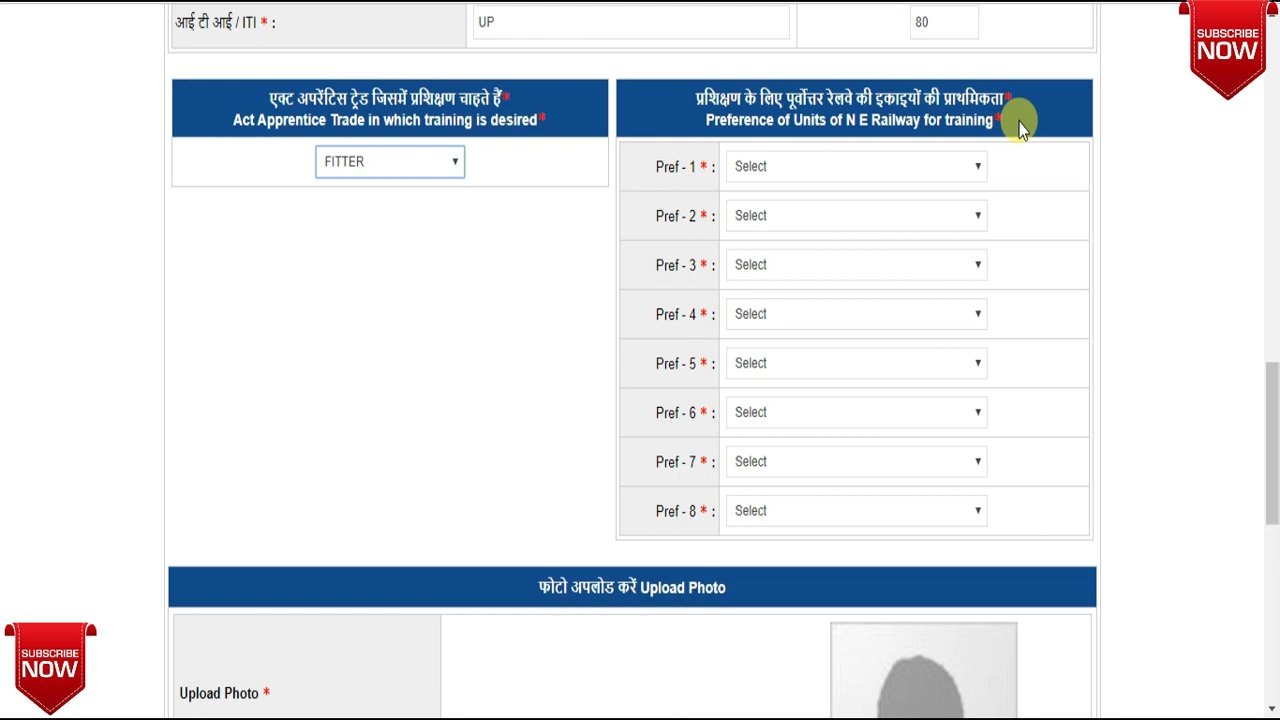 आई टी आई / ITI * : UP 80
SUBSCRIBE
NOW
एक्ट अपरेंटिस ट्रेड जिसमें प्रशिक्षण चाहते हैं*
Act Apprentice Trade in which training is desired*
FITTER
प्रशिक्षण के लिए पूर्वोत्तर रेलवे की इकाइयों की प्राथमिकता*
Preference of Units of N E Railway for training*
Pref - 1 * : Select
Pref - 2 * : Select
Pref - 3 * : Select
Pref - 4 * : Select
Pref - 5 * : Select
Pref - 6 * : Select
Pref - 7 * : Select
Pref - 8 * : Select
फोटो अपलोड करें Upload Photo
Upload Photo *
SUBSCRIBE
NOW